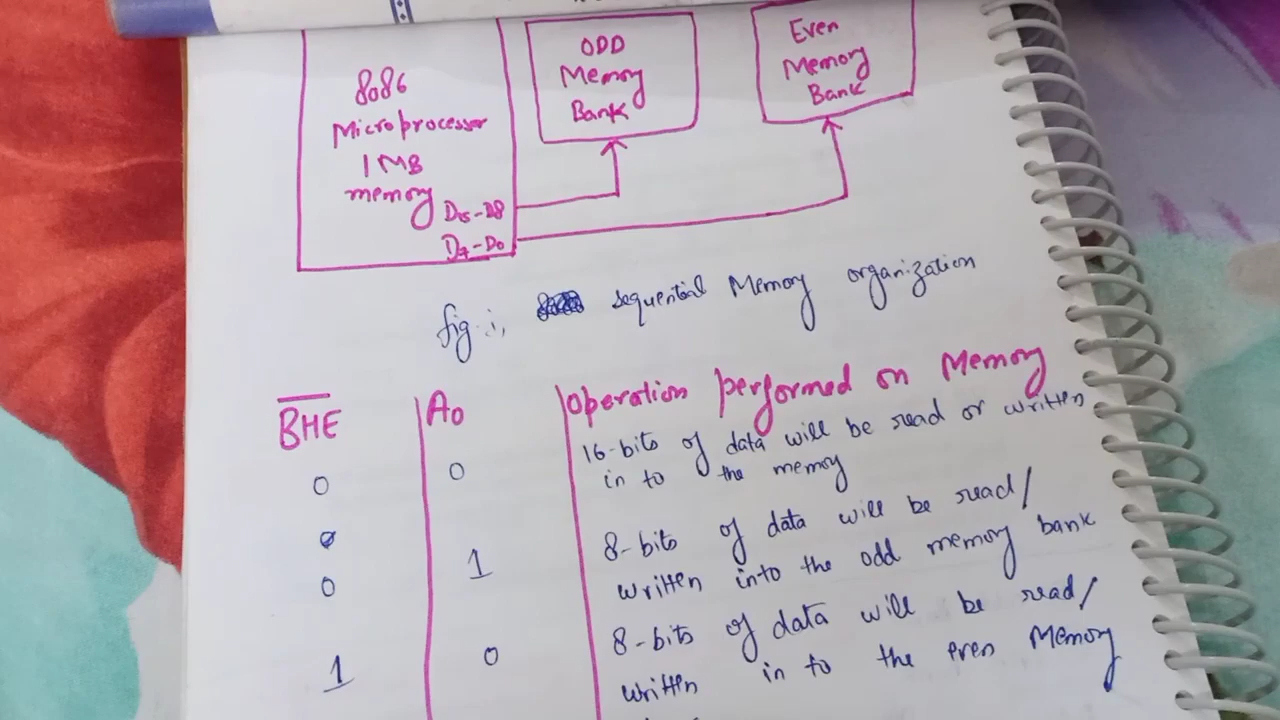 ODD
Memory
Bank
Even
Memory
Bank
8086
Microprocessor
1 MB
memory
D15-D8
D7-D0
fig:i, sequential Memory organization
BHE A0 Operation performed on Memory
0 0 16-bits of data will be read or written
in to the memory
0 1 8-bits of data will be read/
written into the odd memory bank
1 0 8-bits of data will be read/
written in to the even Memory